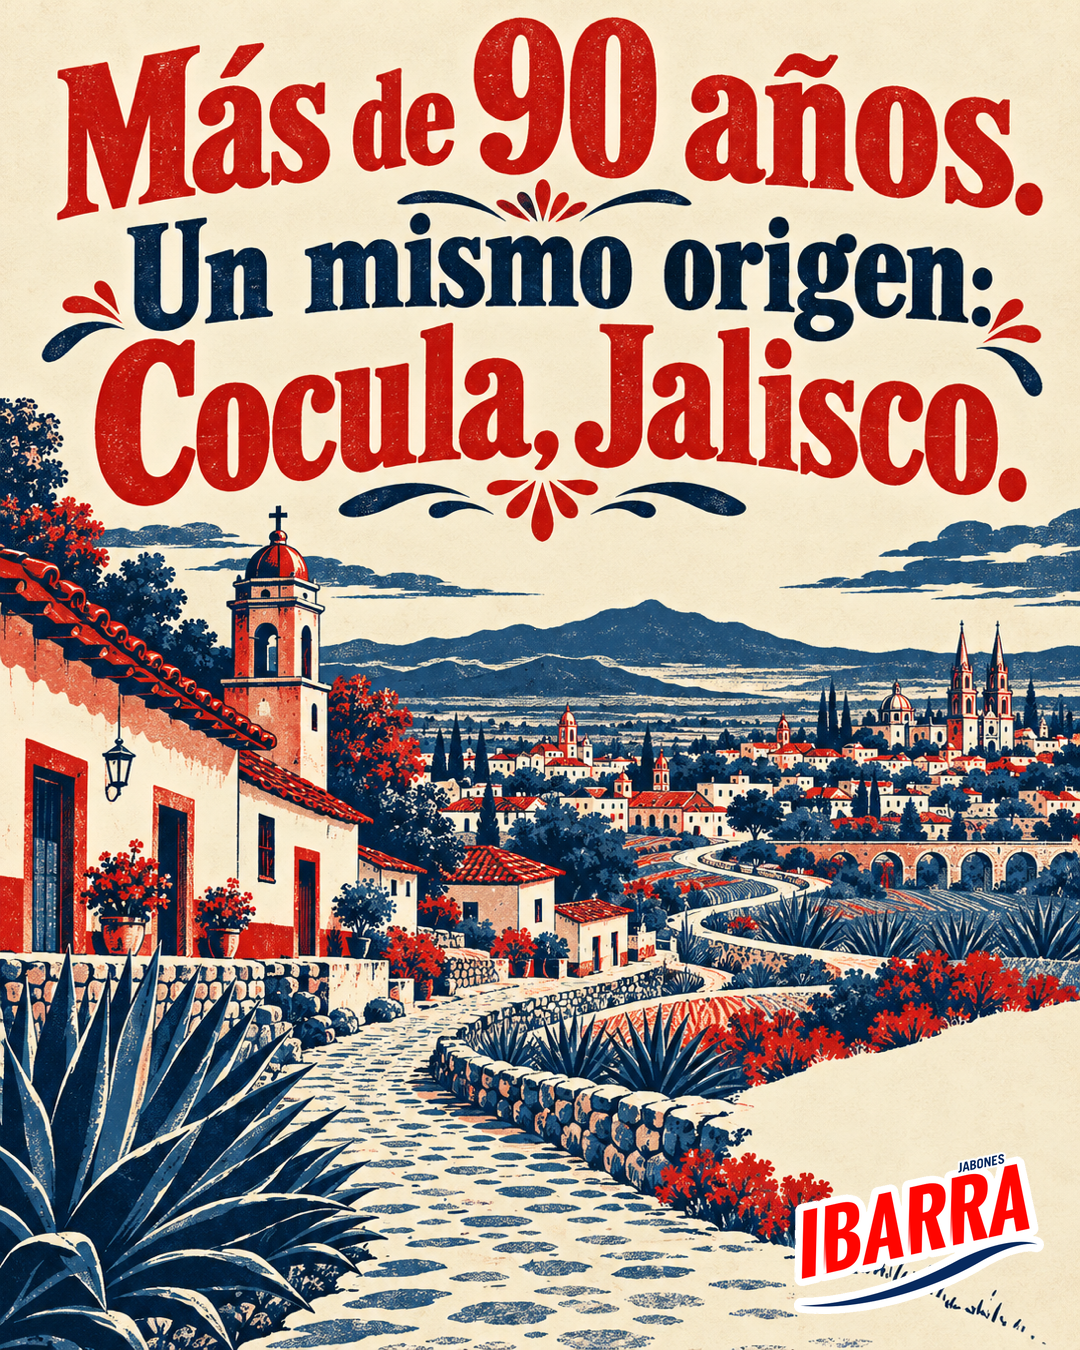 Más de 90 años.
Un mismo origen:
Cocula, Jalisco.
JABONES
IBARRA